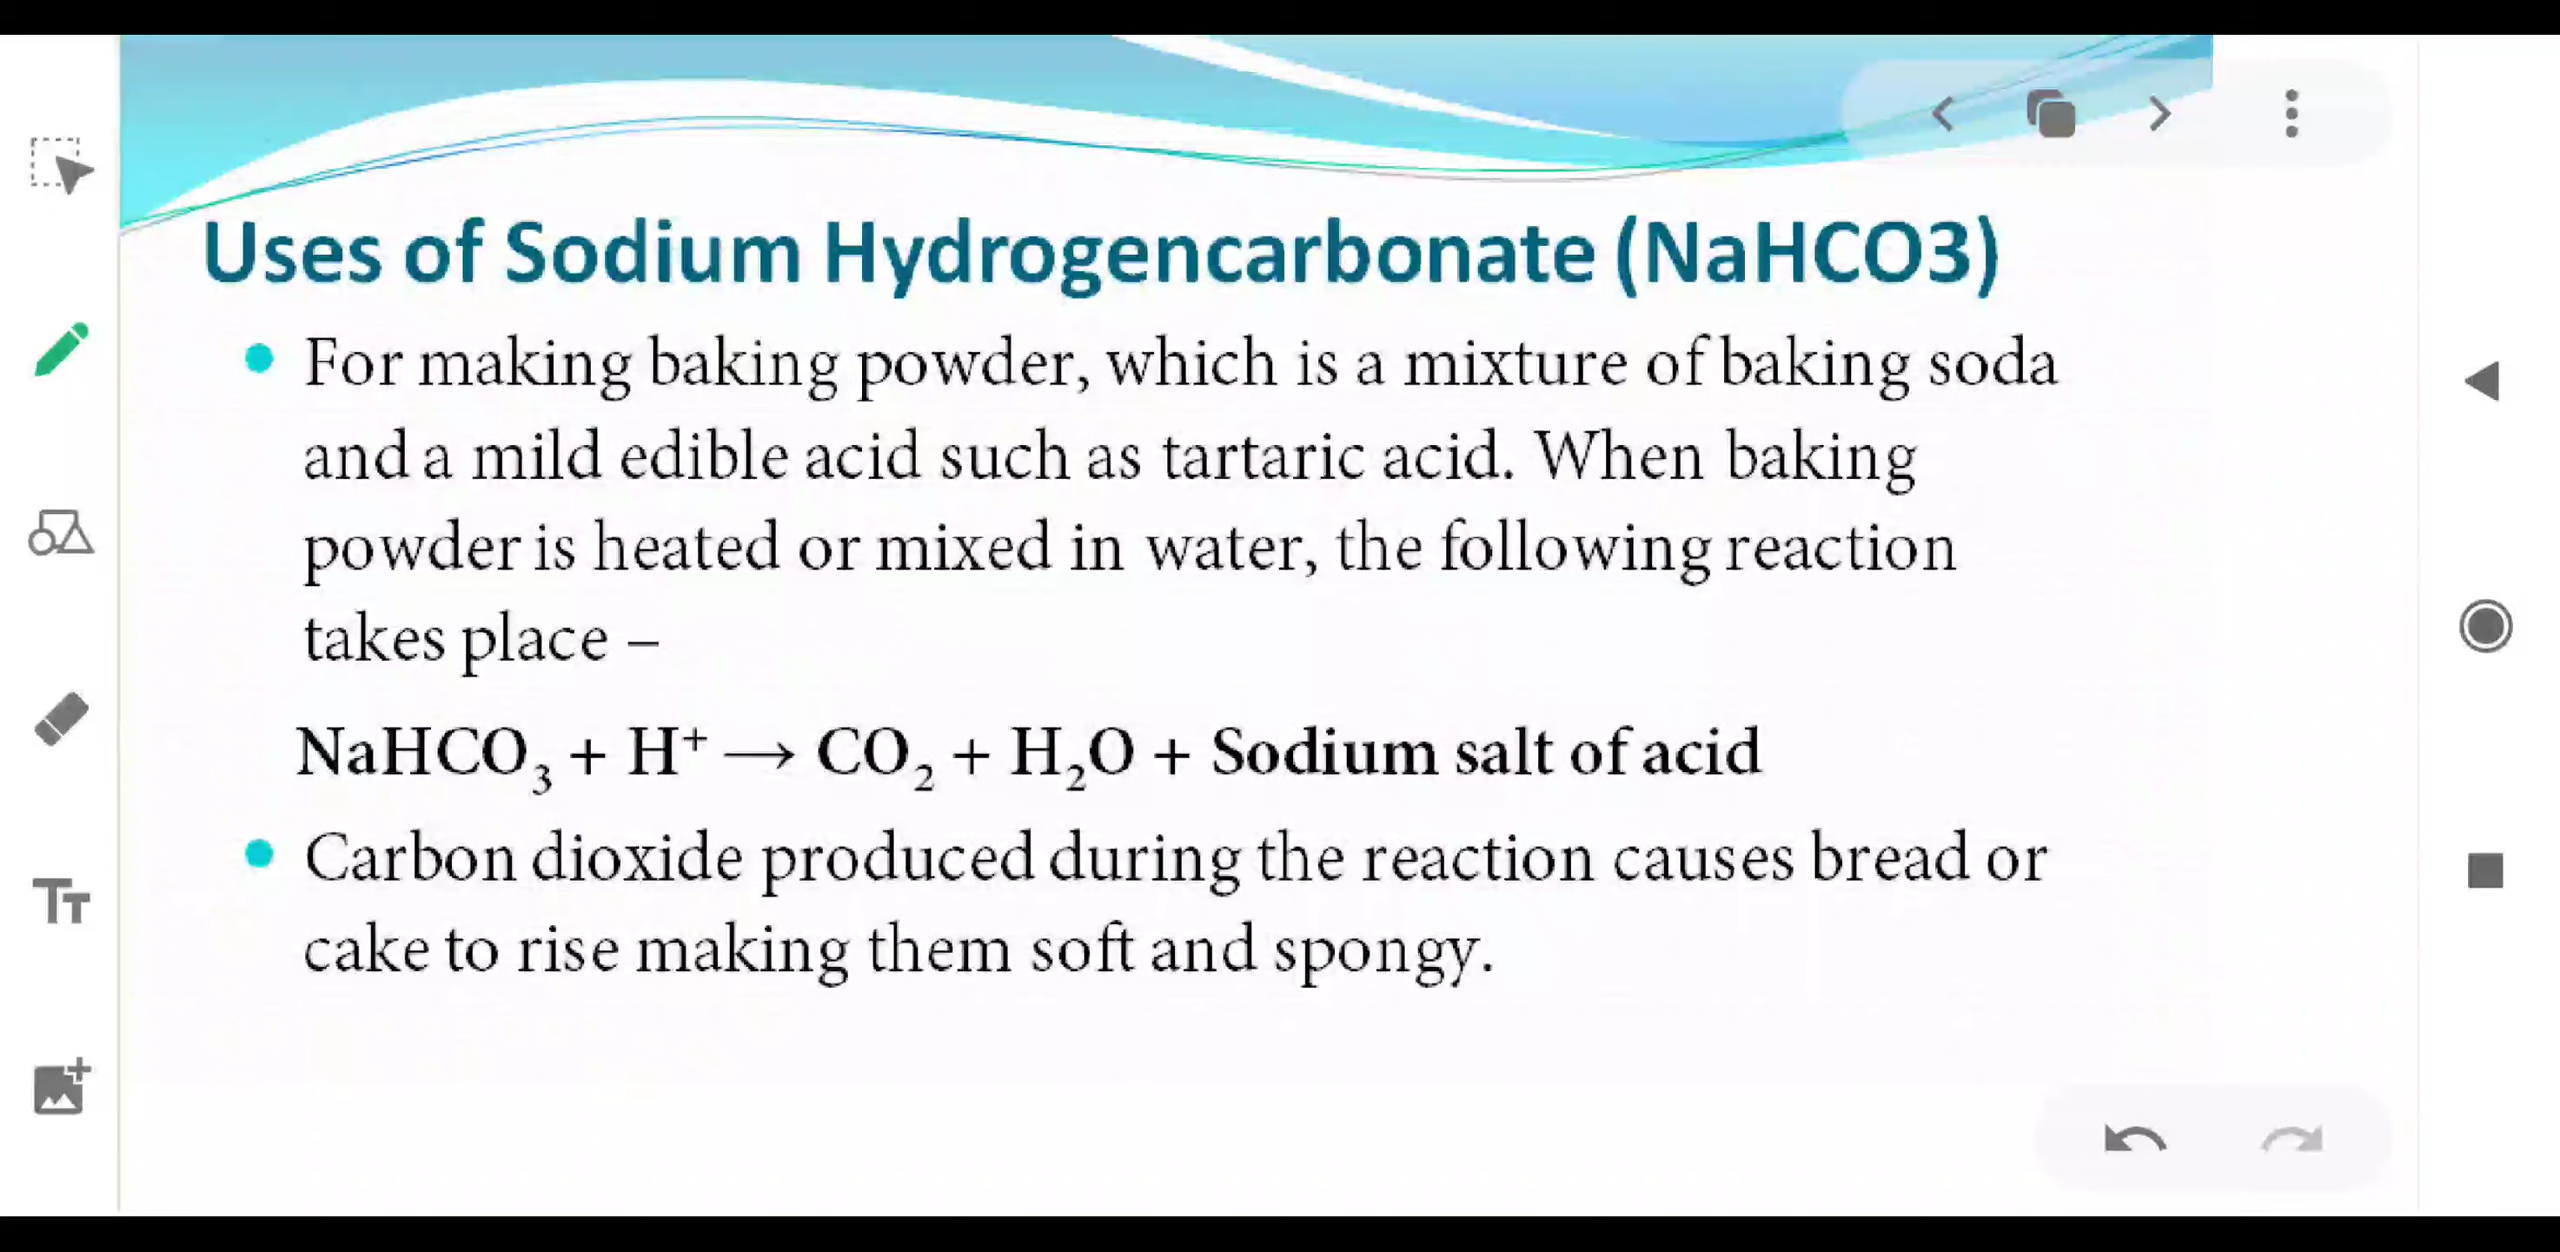 Uses of Sodium Hydrogencarbonate (NaHCO3)
• For making baking powder, which is a mixture of baking soda
and a mild edible acid such as tartaric acid. When baking
powder is heated or mixed in water, the following reaction
takes place –
NaHCO₃ + H⁺ → CO₂ + H₂O + Sodium salt of acid
• Carbon dioxide produced during the reaction causes bread or
cake to rise making them soft and spongy.
Tт